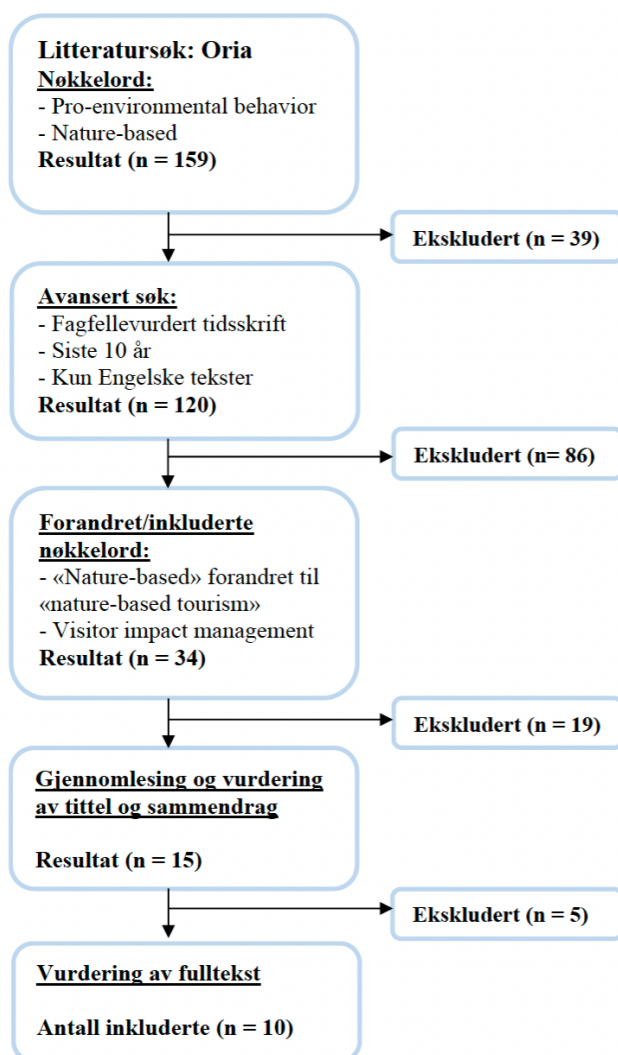 Litteratursøk: Oria
Nøkkelord:
- Pro-environmental behavior
- Nature-based
Resultat (n = 159)
Ekskludert (n = 39)
Avansert søk:
- Fagfellevurdert tidsskrift
- Siste 10 år
- Kun Engelske tekster
Resultat (n = 120)
Ekskludert (n= 86)
Forandret/inkluderte
nøkkelord:
- «Nature-based» forandret til
«nature-based tourism»
- Visitor impact management
Resultat (n = 34)
Ekskludert (n = 19)
Gjennomlesing og vurdering
av tittel og sammendrag
Resultat (n = 15)
Ekskludert (n = 5)
Vurdering av fulltekst
Antall inkluderte (n = 10)